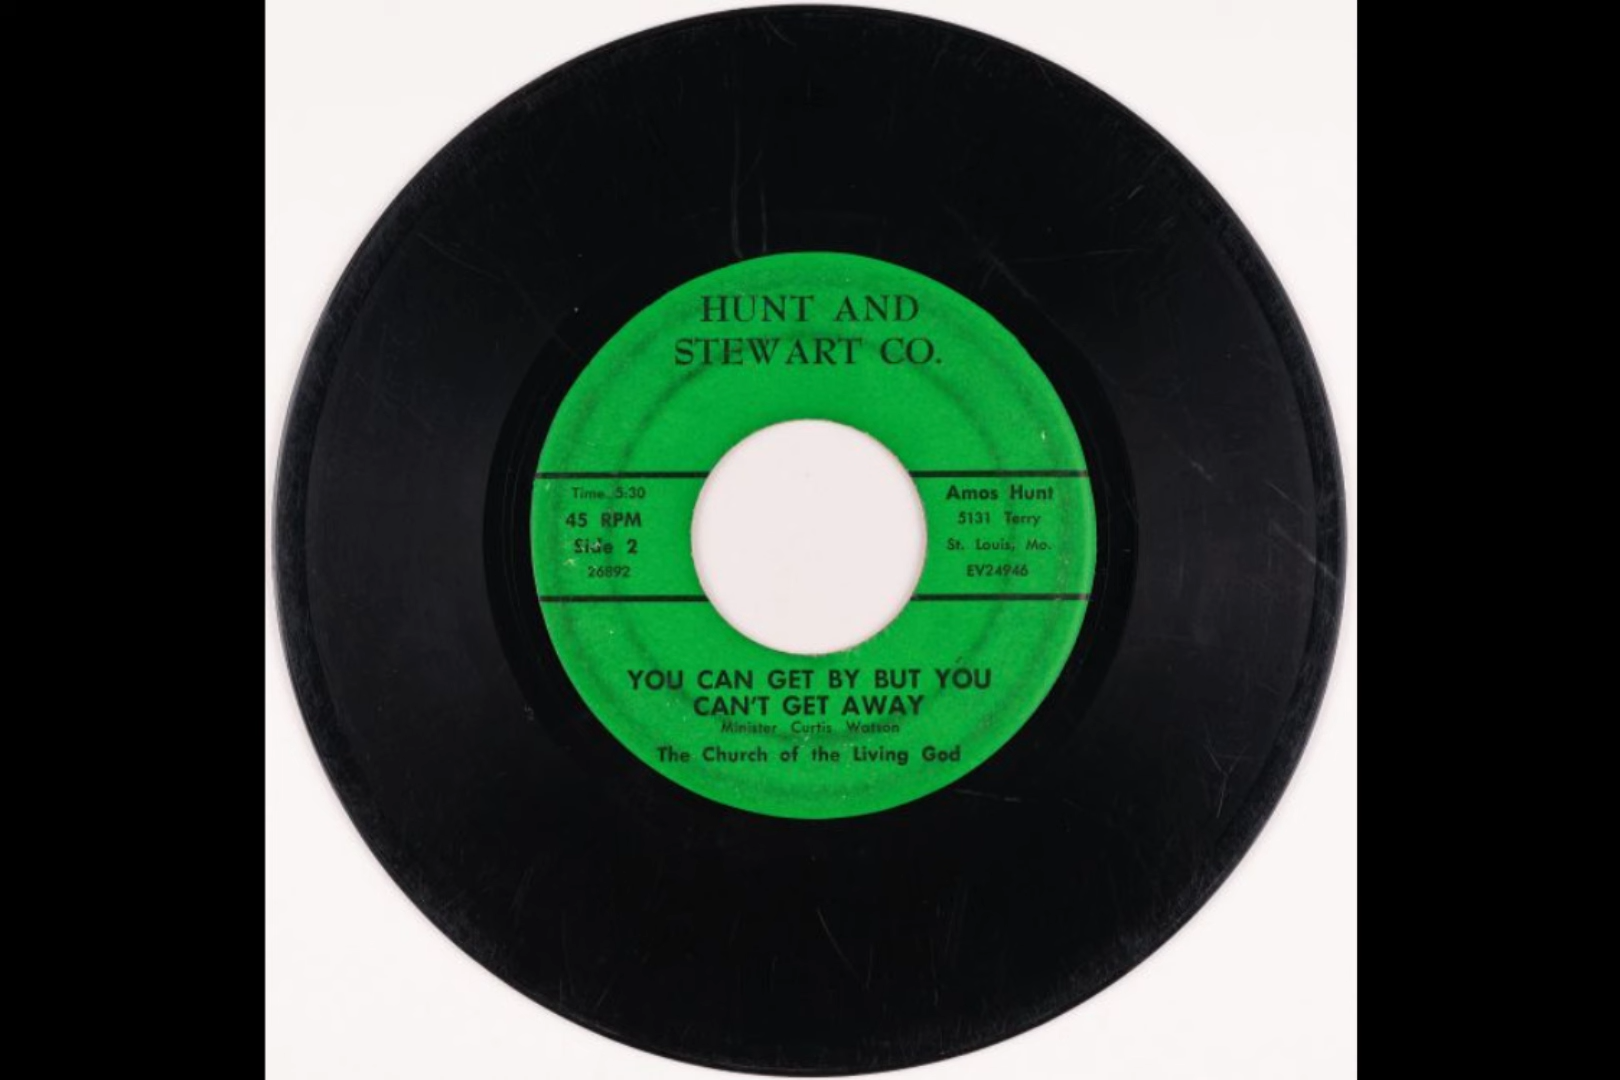 HUNT AND
STEWART CO.
Time 5:30
45 RPM
Side 2
26892
Amos Hunt
5131 Terry
St. Louis, Mo.
EV24946
YOU CAN GET BY BUT YOU
CAN'T GET AWAY
Minister Curtis Watson
The Church of the Living God